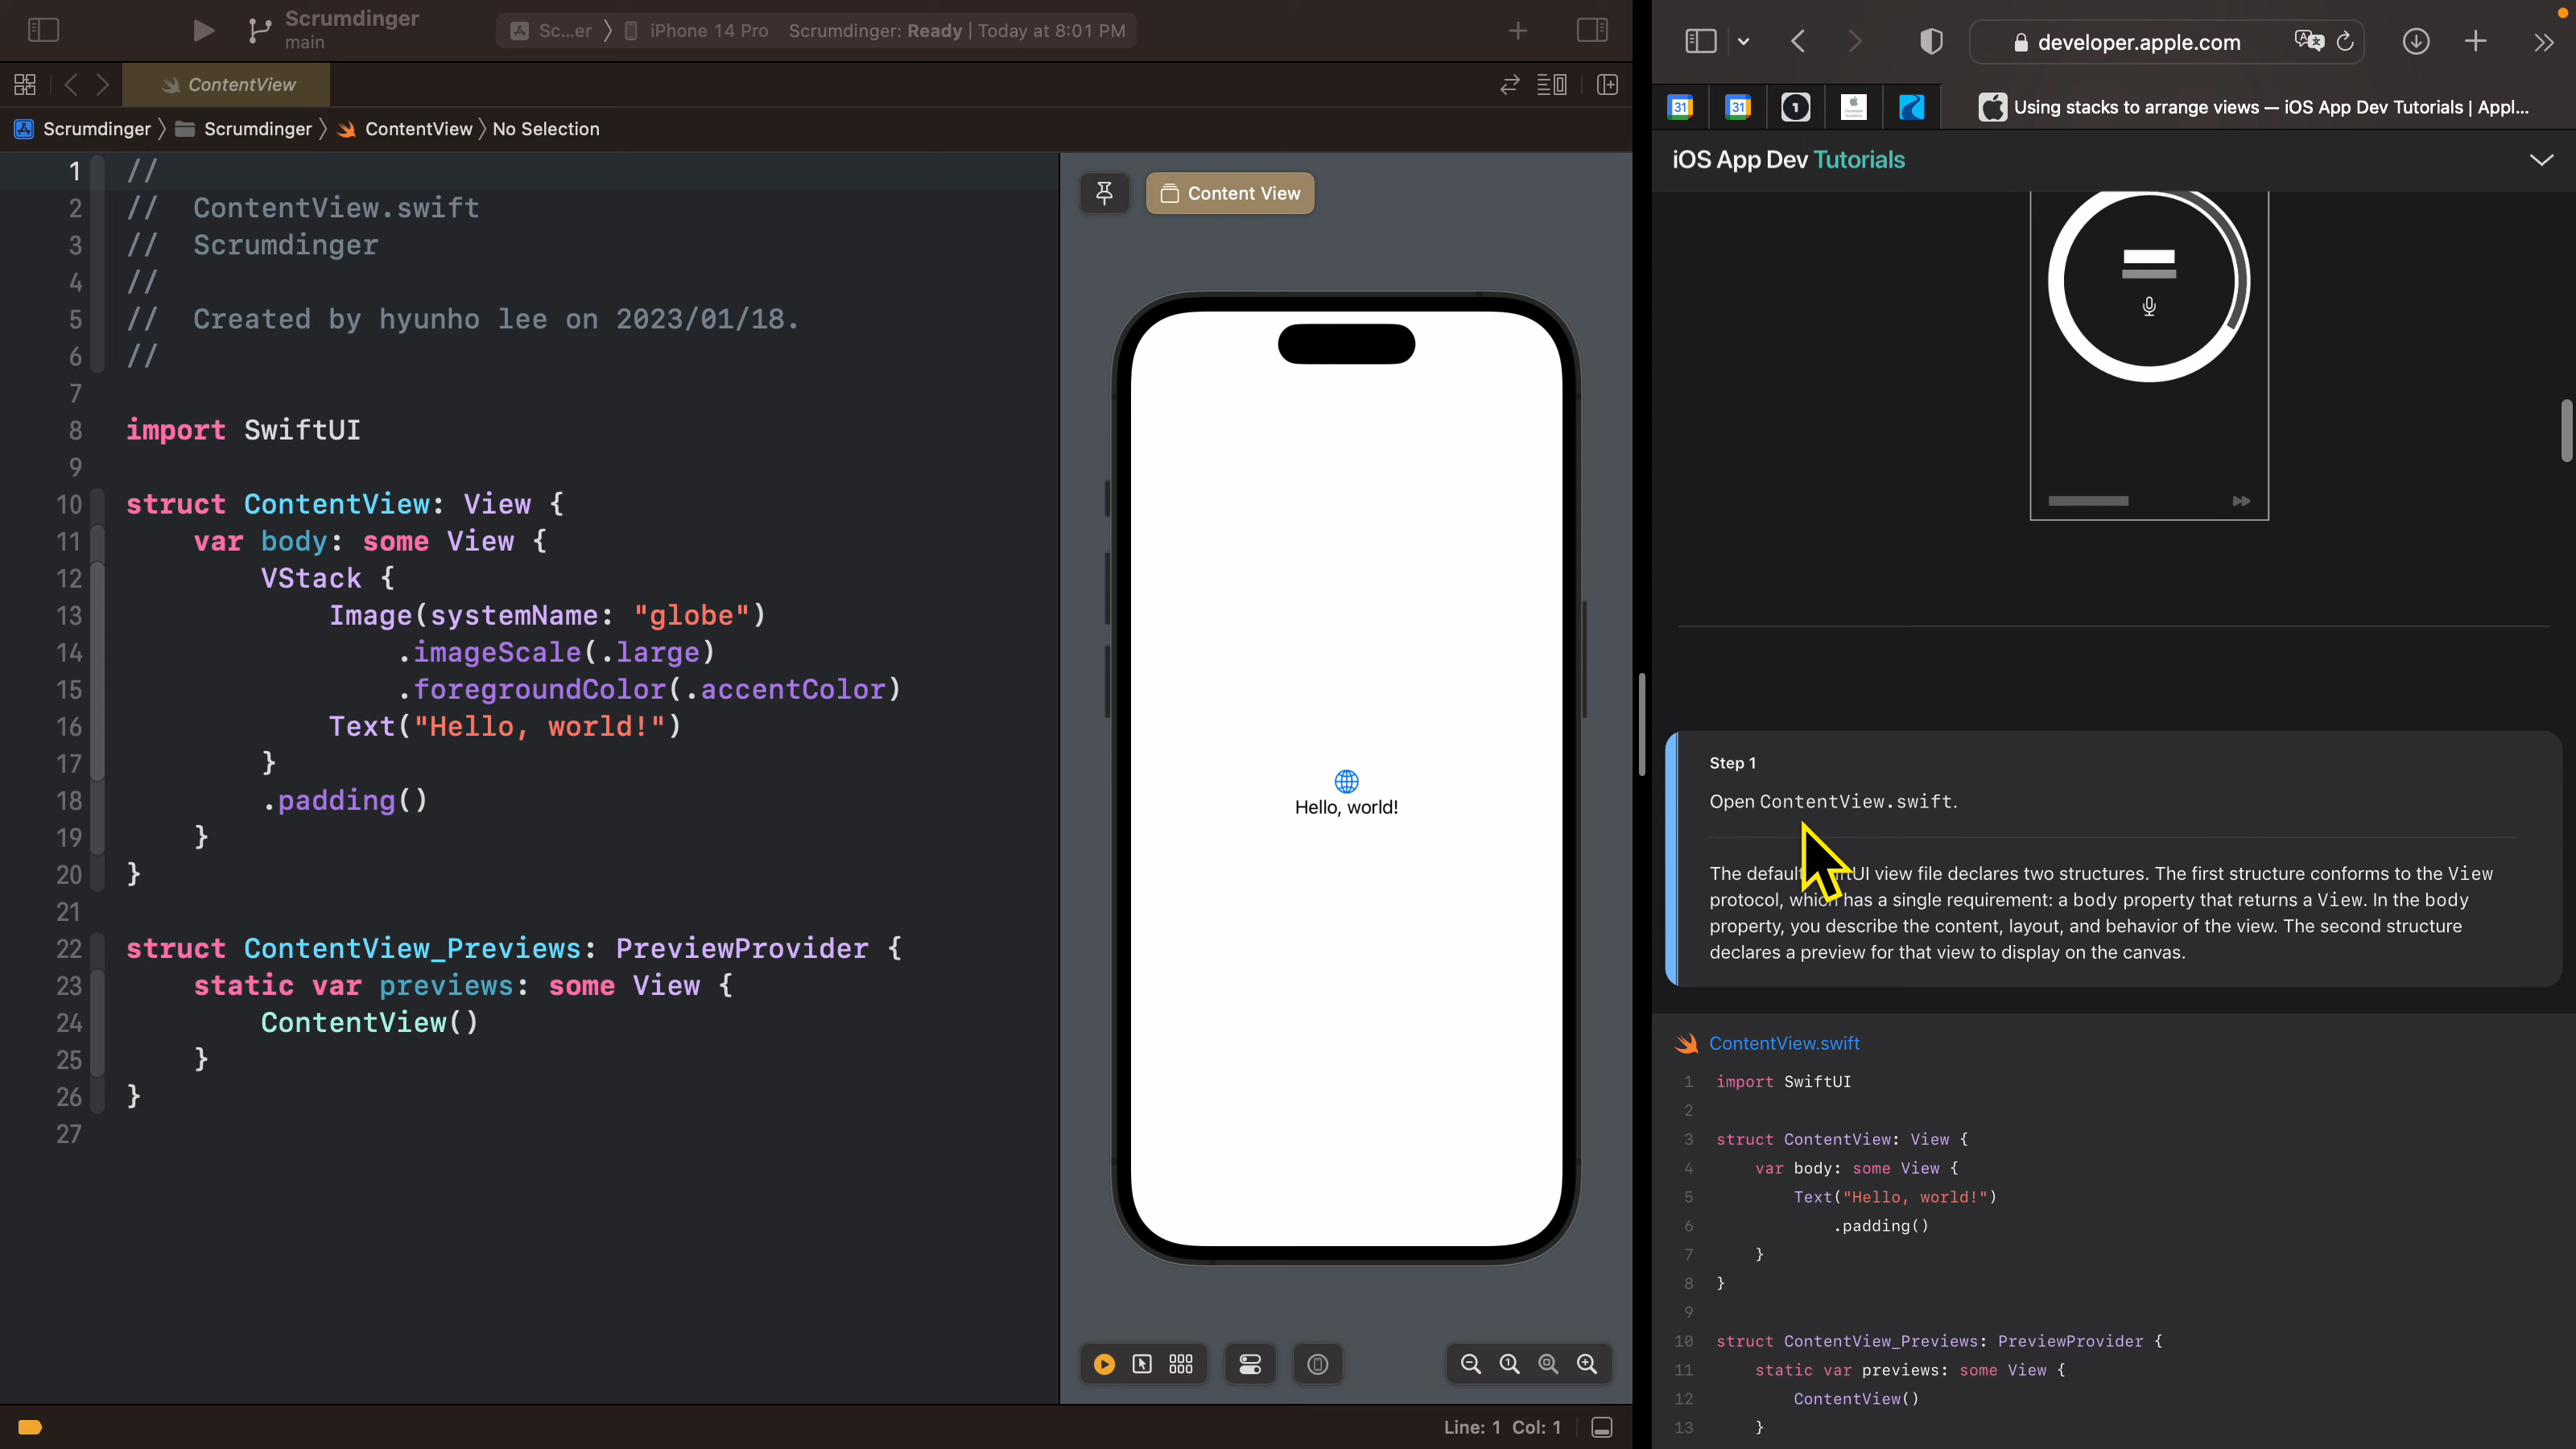 Scrumdinger
main
Sc...er 〉 iPhone 14 Pro Scrumdinger: Ready | Today at 8:01 PM
ContentView
Scrumdinger 〉 Scrumdinger 〉 ContentView 〉 No Selection
1 //
2 //  ContentView.swift
3 //  Scrumdinger
4 //
5 //  Created by hyunho lee on 2023/01/18.
6 //
7
8 import SwiftUI
9
10 struct ContentView: View {
11     var body: some View {
12         VStack {
13             Image(systemName: "globe")
14                 .imageScale(.large)
15                 .foregroundColor(.accentColor)
16             Text("Hello, world!")
17         }
18         .padding()
19     }
20 }
21
22 struct ContentView_Previews: PreviewProvider {
23     static var previews: some View {
24         ContentView()
25     }
26 }
27
Content View
Hello, world!
Line: 1 Col: 1
developer.apple.com
31
31
1
Using stacks to arrange views — iOS App Dev Tutorials | Appl...
iOS App Dev Tutorials
Step 1
Open ContentView.swift.
The default UI view file declares two structures. The first structure conforms to the View
protocol, which has a single requirement: a body property that returns a View. In the body
property, you describe the content, layout, and behavior of the view. The second structure
declares a preview for that view to display on the canvas.
ContentView.swift
1 import SwiftUI
2
3 struct ContentView: View {
4     var body: some View {
5         Text("Hello, world!")
6             .padding()
7     }
8 }
9
10 struct ContentView_Previews: PreviewProvider {
11     static var previews: some View {
12         ContentView()
13     }